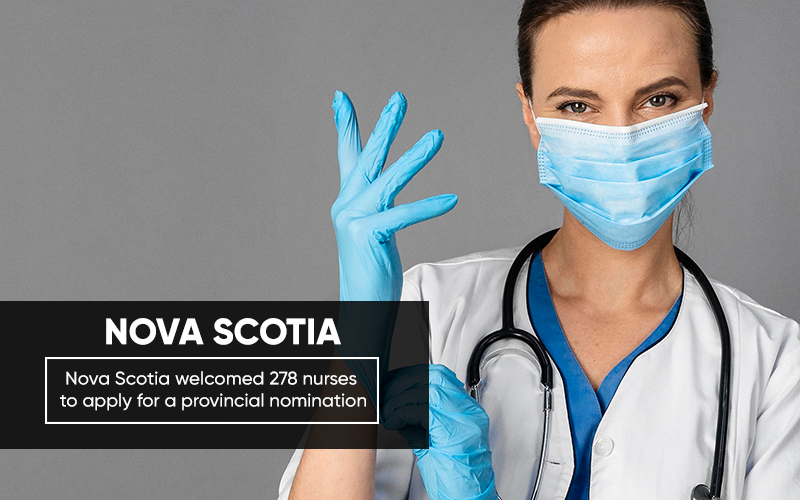 NOVA SCOTIA
Nova Scotia welcomed 278 nurses
to apply for a provincial nomination